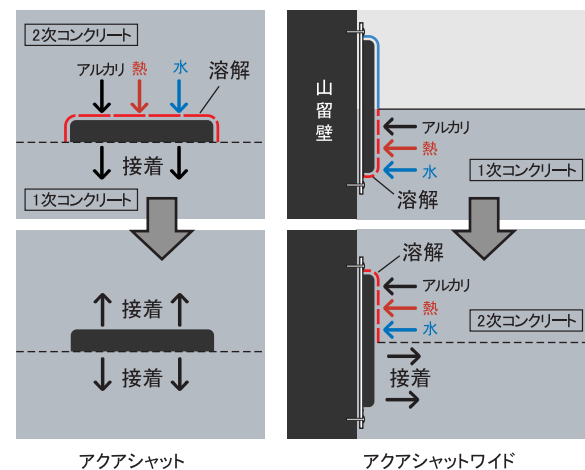 2次コンクリート
アルカリ 熱 水 溶解
接着
1次コンクリート
接着
接着
アクアシャット
山留壁
アルカリ
熱
水
1次コンクリート
溶解
溶解
アルカリ
熱
水
2次コンクリート
接着
アクアシャットワイド